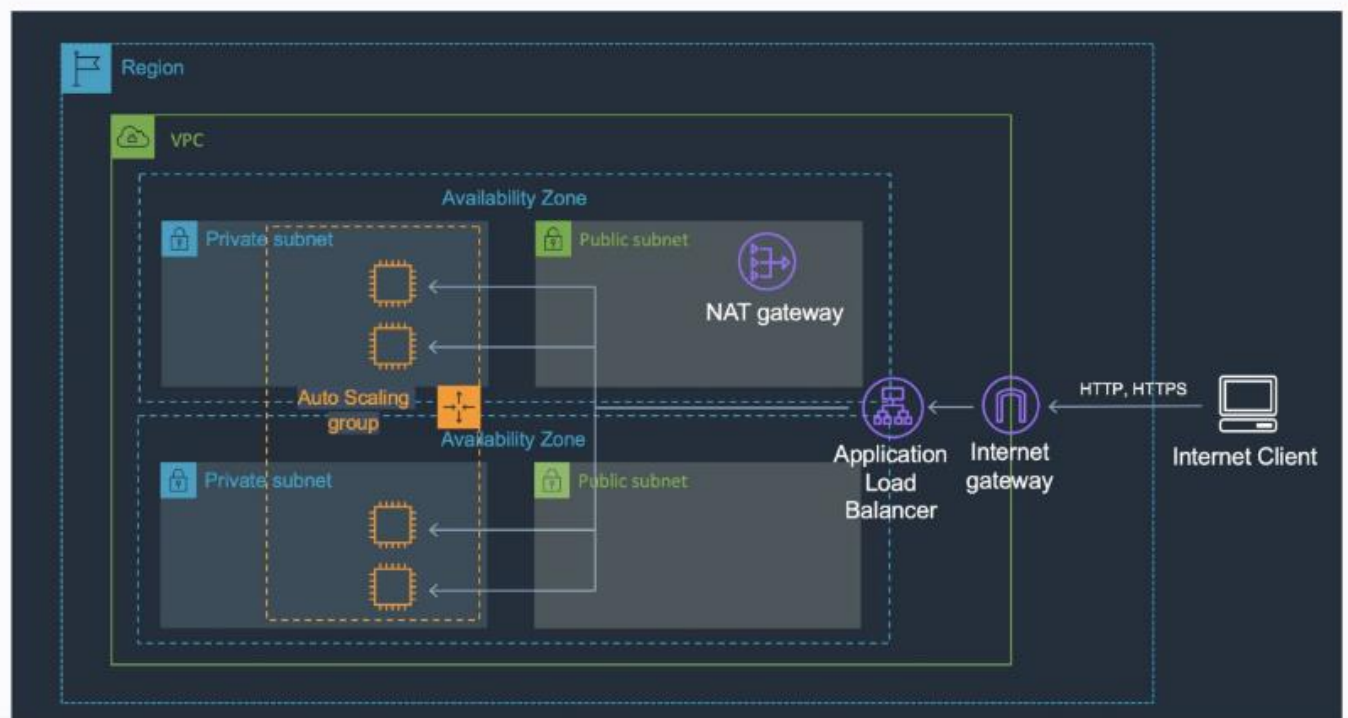 Region
VPC
Availability Zone
Private subnet
Public subnet
NAT gateway
Auto Scaling
group
HTTP, HTTPS
Availability Zone
Application
Load
Balancer
Internet
gateway
Internet Client
Private subnet
Public subnet